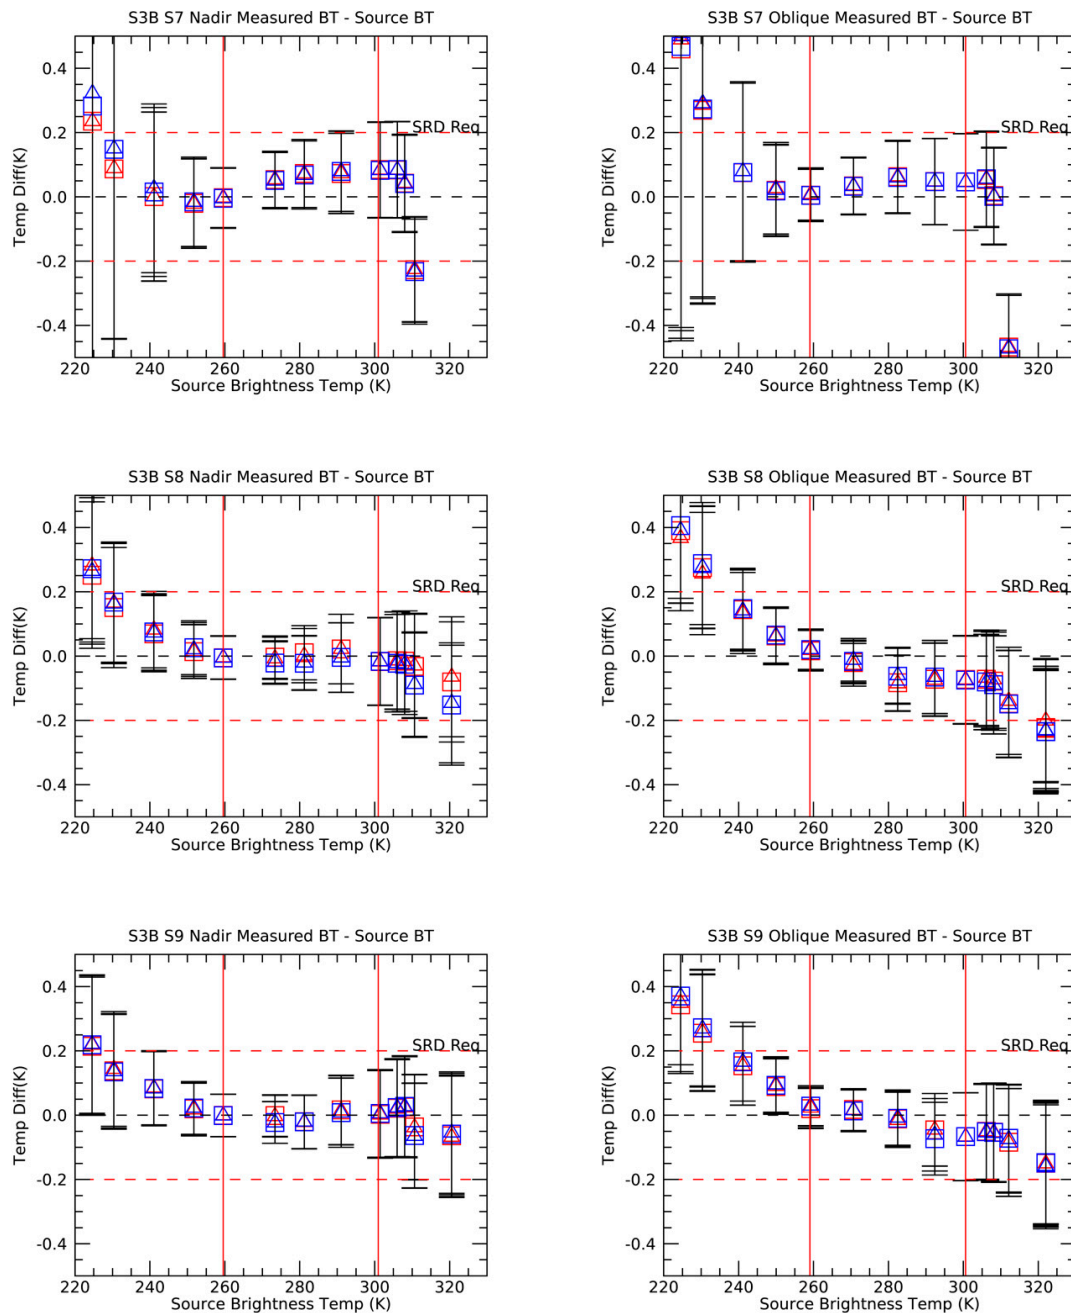 S3B S7 Nadir Measured BT - Source BT
Temp Diff(K)
0.4
0.2
0.0
-0.2
-0.4
SRD Req
220 240 260 280 300 320
Source Brightness Temp (K)
S3B S7 Oblique Measured BT - Source BT
Temp Diff(K)
0.4
0.2
0.0
-0.2
-0.4
SRD Req
220 240 260 280 300 320
Source Brightness Temp (K)
S3B S8 Nadir Measured BT - Source BT
Temp Diff(K)
0.4
0.2
0.0
-0.2
-0.4
SRD Req
220 240 260 280 300 320
Source Brightness Temp (K)
S3B S8 Oblique Measured BT - Source BT
Temp Diff(K)
0.4
0.2
0.0
-0.2
-0.4
SRD Req
220 240 260 280 300 320
Source Brightness Temp (K)
S3B S9 Nadir Measured BT - Source BT
Temp Diff(K)
0.4
0.2
0.0
-0.2
-0.4
SRD Req
220 240 260 280 300 320
Source Brightness Temp (K)
S3B S9 Oblique Measured BT - Source BT
Temp Diff(K)
0.4
0.2
0.0
-0.2
-0.4
SRD Req
220 240 260 280 300 320
Source Brightness Temp (K)